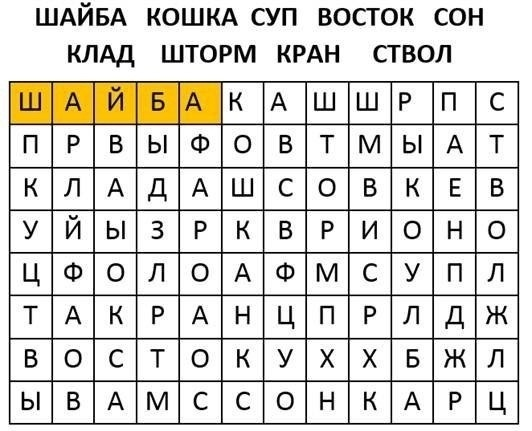 ШАЙБА КОШКА СУП ВОСТОК СОН
КЛАД ШТОРМ КРАН СТВОЛ
Ш А Й Б А К А Ш Ш Р П С
П Р В Ы Ф О В Т М Ы А Т
К Л А Д А Ш С О В К Е В
У Й Ы З Р К В Р И О Н О
Ц Ф О Л О А Ф М С У П Л
Т А К Р А Н Ц П Р Л Д Ж
В О С Т О К У Х Х Б Ж Л
Ы В А М С С О Н К А Р Ц